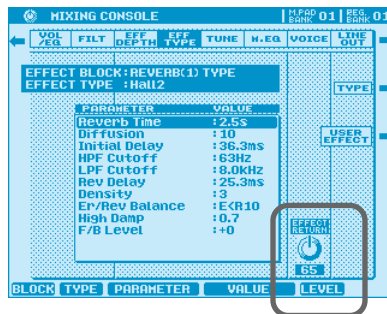 MIXING CONSOLE
M.PAD BANK 01 REG. BANK 01
VOL /EQ FILT EFF DEPTH EFF TYPE TUNE M.EQ VOICE LINE OUT
EFFECT BLOCK :REVERB(1) TYPE
EFFECT TYPE :Hall2
TYPE
PARAMETER VALUE
Reverb Time :2.5s
Diffusion :10
Initial Delay :36.3ms
HPF Cutoff :63Hz
LPF Cutoff :8.0kHz
Rev Delay :25.3ms
Density :3
Er/Rev Balance :E<R10
High Damp :0.7
F/B Level :+0
USER EFFECT
EFFECT RETURN
65
BLOCK TYPE PARAMETER VALUE LEVEL